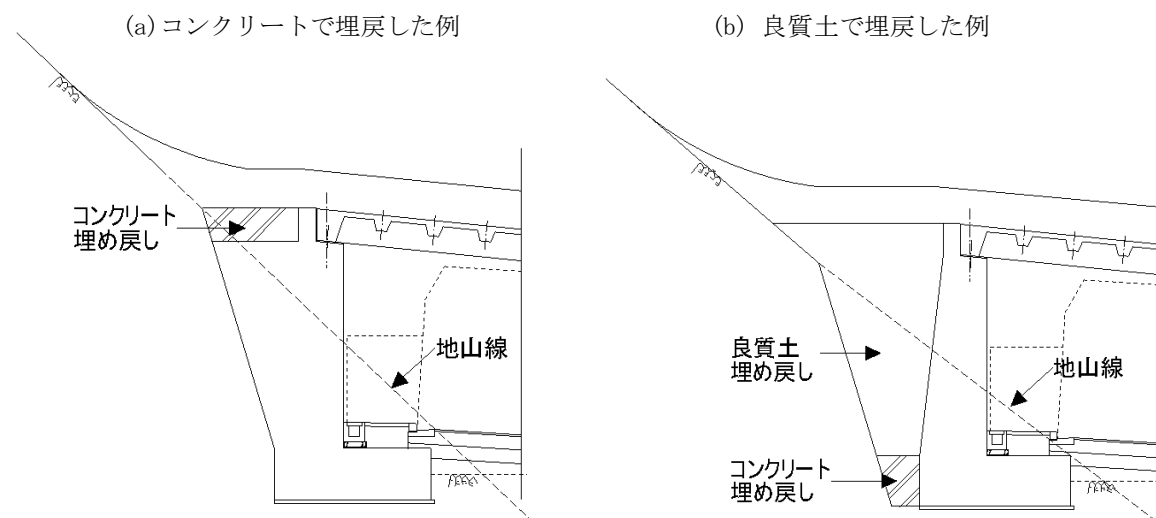 (a)コンクリートで埋戻した例
(b) 良質土で埋戻した例
コンクリート
埋め戻し
地山線
良質土
埋め戻し
地山線
コンクリート
埋め戻し